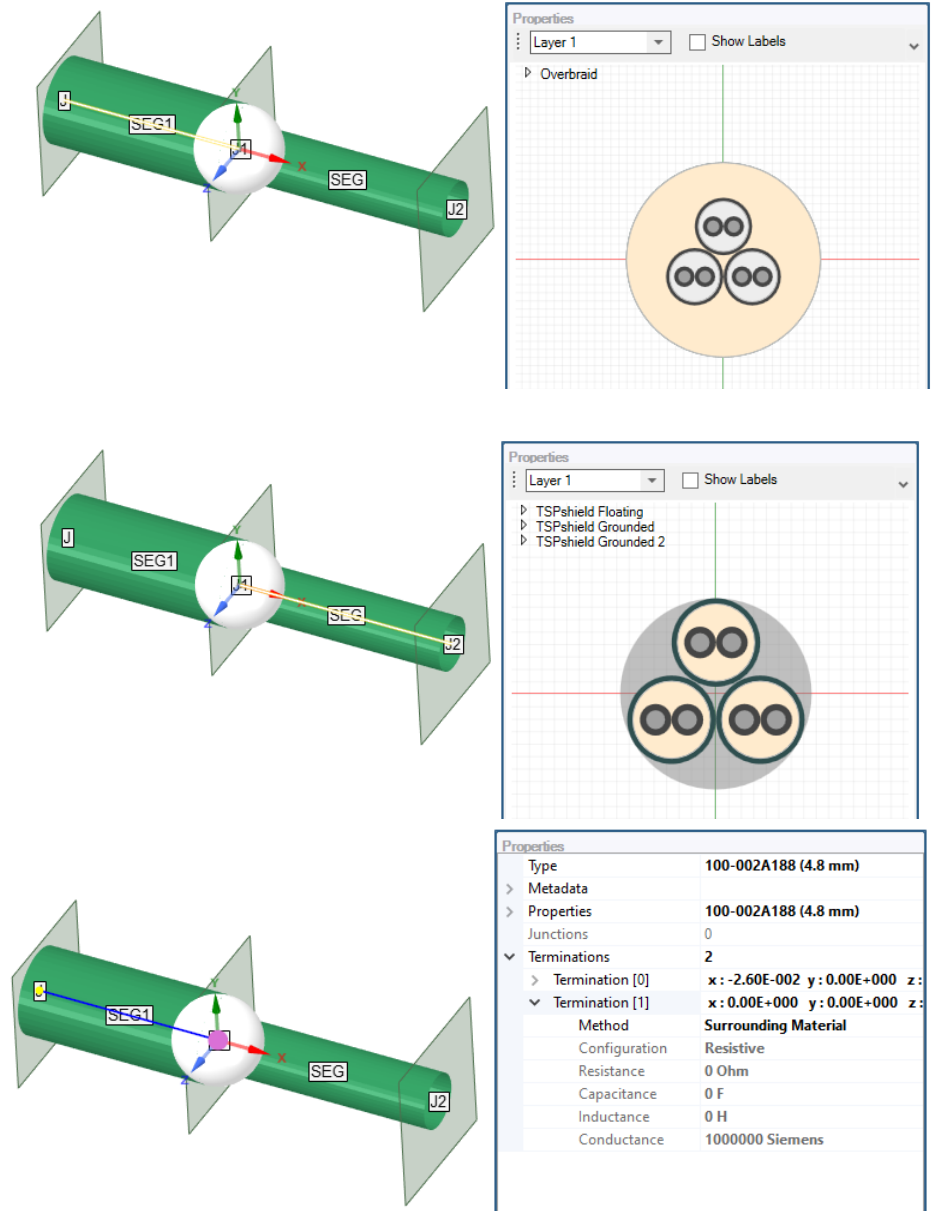 Properties
Layer 1 Show Labels
Overbraid
J
SEG1
Y
J1
X
Z
SEG
J2
Properties
Layer 1 Show Labels
TSPshield Floating
TSPshield Grounded
TSPshield Grounded 2
J
SEG1
Y
J1
X
Z
SEG
J2
Properties
Type 100-002A188 (4.8 mm)
Metadata
Properties 100-002A188 (4.8 mm)
Junctions 0
Terminations 2
Termination [0] x : -2.60E-002 y : 0.00E+000 z :
Termination [1] x : 0.00E+000 y : 0.00E+000 z :
Method Surrounding Material
Configuration Resistive
Resistance 0 Ohm
Capacitance 0 F
Inductance 0 H
Conductance 1000000 Siemens
J
SEG1
Y
X
Z
SEG
J2